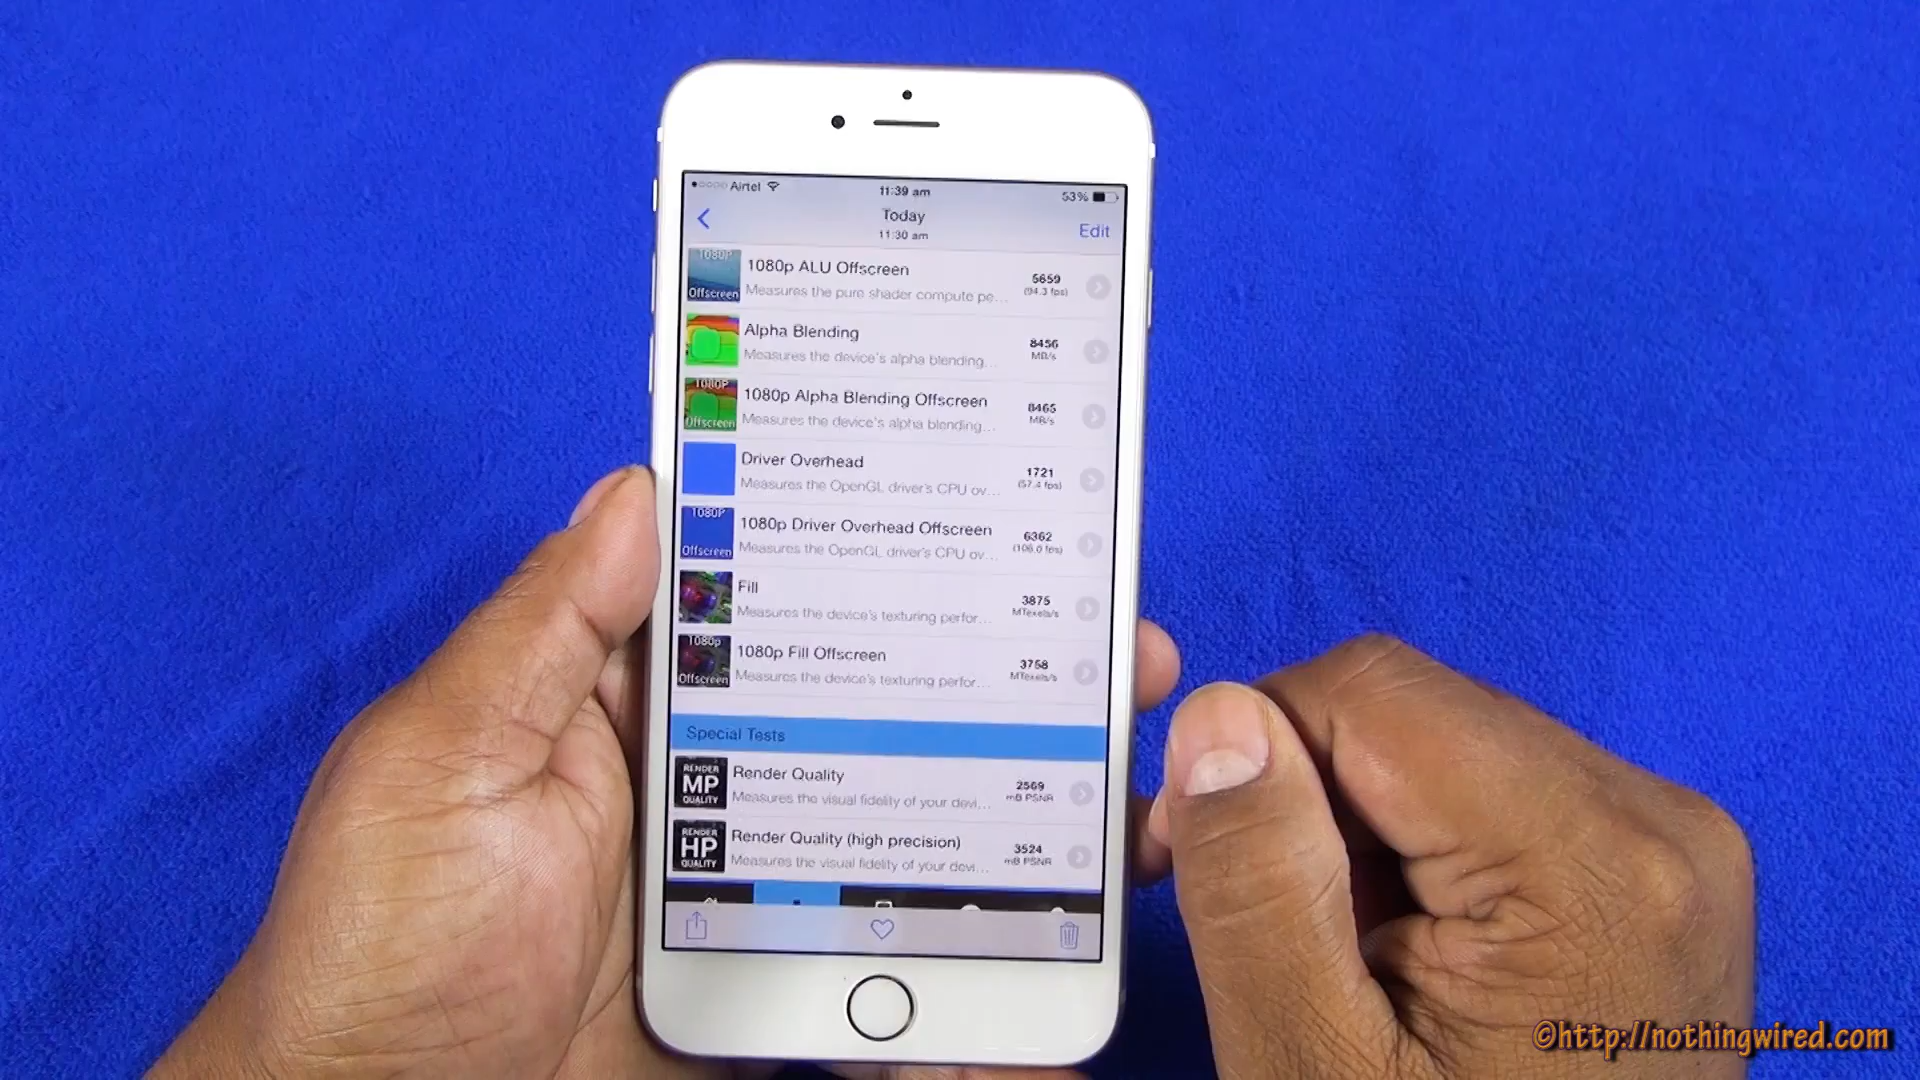 Airtel 11:39 am 53%
Today
11:30 am
Edit
1080P
Offscreen
1080p ALU Offscreen
Measures the pure shader compute pe...
5659
(94.3 fps)
Alpha Blending
Measures the device's alpha blending...
8456
MB/s
1080P
Offscreen
1080p Alpha Blending Offscreen
Measures the device's alpha blending...
8465
MB/s
Driver Overhead
Measures the OpenGL driver's CPU ov...
1721
(57.4 fps)
1080P
Offscreen
1080p Driver Overhead Offscreen
Measures the OpenGL driver's CPU ov...
6362
(106.0 fps)
Fill
Measures the device's texturing perfor...
3875
MTexels/s
1080p
Offscreen
1080p Fill Offscreen
Measures the device's texturing perfor...
3758
MTexels/s
Special Tests
RENDER
MP
QUALITY
Render Quality
Measures the visual fidelity of your devi...
2569
mB PSNR
RENDER
HP
QUALITY
Render Quality (high precision)
Measures the visual fidelity of your devi...
3524
mB PSNR
©http://nothingwired.com